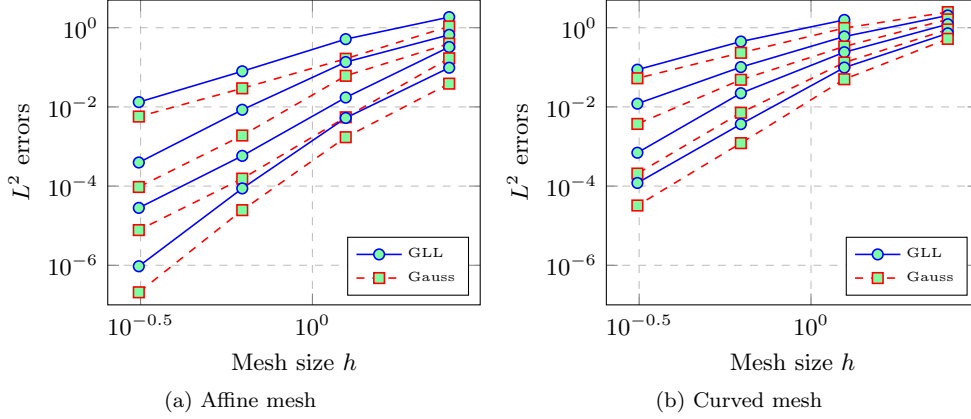 10^0
10^−2
10^−4
10^−6
L^2 errors
GLL
Gauss
10^−0.5
10^0
Mesh size h
(a) Affine mesh
10^0
10^−2
10^−4
10^−6
L^2 errors
GLL
Gauss
10^−0.5
10^0
Mesh size h
(b) Curved mesh